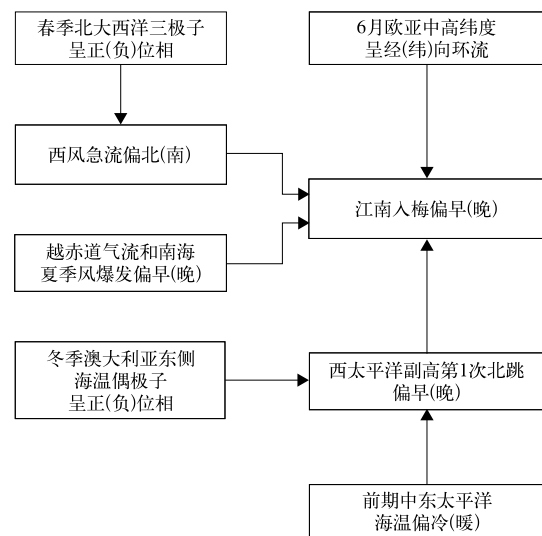 春季北大西洋三极子
呈正(负)位相
6月欧亚中高纬度
呈经(纬)向环流
西风急流偏北(南)
江南入梅偏早(晚)
越赤道气流和南海
夏季风爆发偏早(晚)
冬季澳大利亚东侧
海温偶极子
呈正(负)位相
西太平洋副高第1次北跳
偏早(晚)
前期中东太平洋
海温偏冷(暖)